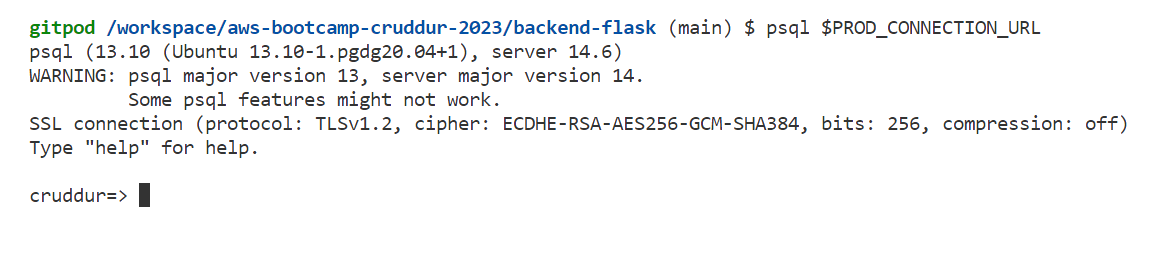 gitpod /workspace/aws-bootcamp-cruddur-2023/backend-flask (main) $ psql $PROD_CONNECTION_URL
psql (13.10 (Ubuntu 13.10-1.pgdg20.04+1), server 14.6)
WARNING: psql major version 13, server major version 14.
         Some psql features might not work.
SSL connection (protocol: TLSv1.2, cipher: ECDHE-RSA-AES256-GCM-SHA384, bits: 256, compression: off)
Type "help" for help.

cruddur=>